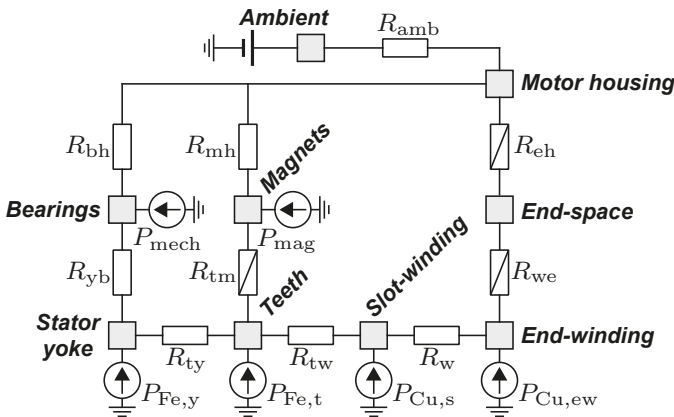 Ambient
R_amb
Motor housing
R_bh
R_mh
Magnets
R_eh
Bearings
P_mech
P_mag
End-space
R_yb
R_tm
Teeth
Slot-winding
R_we
Stator
yoke
End-winding
R_ty
R_tw
R_w
P_Fe,y
P_Fe,t
P_Cu,s
P_Cu,ew